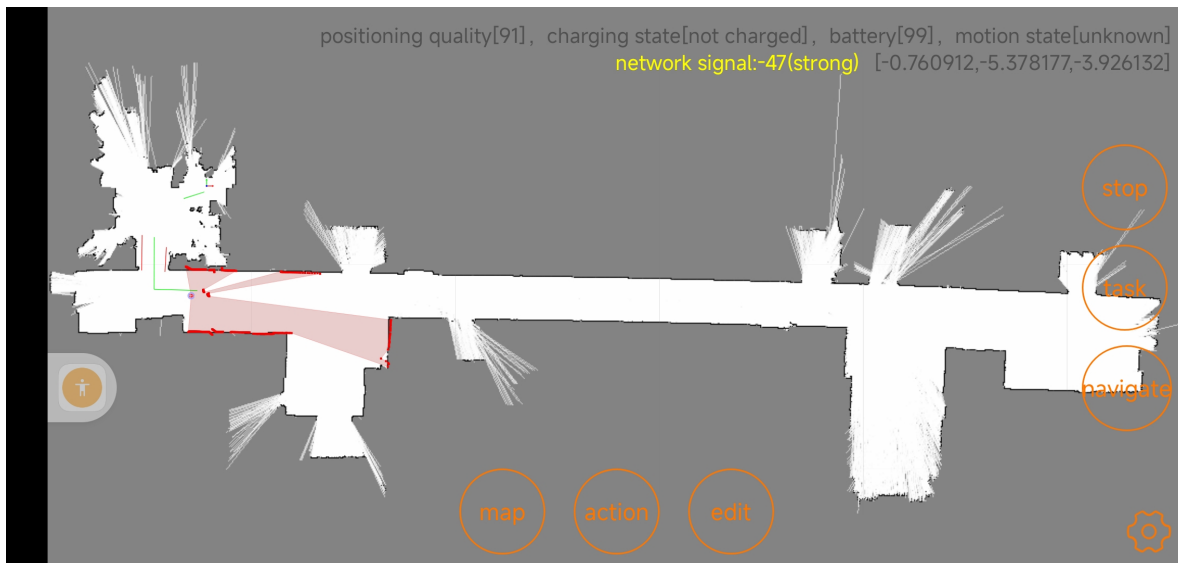 positioning quality[91], charging state[not charged], battery[99], motion state[unknown]
network signal:-47(strong) [-0.760912,-5.378177,-3.926132]
stop
task
navigate
map
action
edit